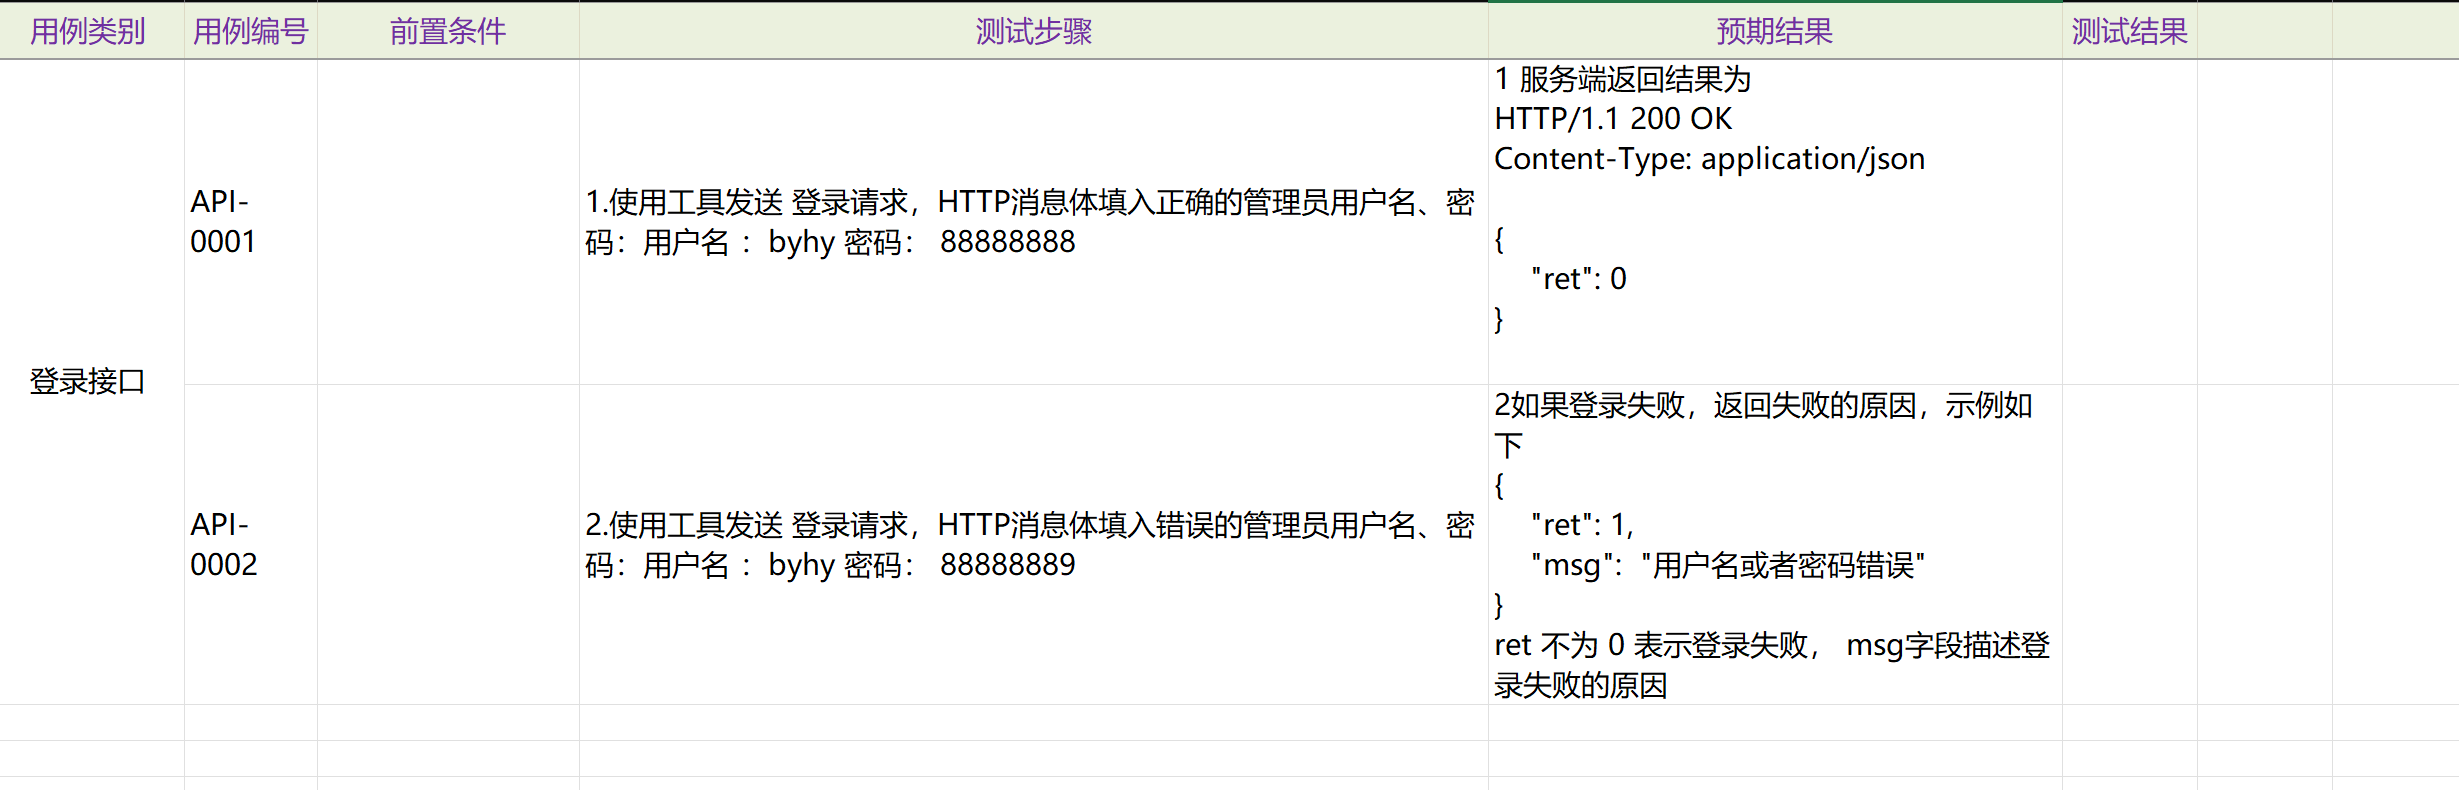 用例类别 用例编号 前置条件 测试步骤 预期结果 测试结果
登录接口
API-
0001
1.使用工具发送 登录请求，HTTP消息体填入正确的管理员用户名、密
码：用户名 ：byhy 密码： 88888888
1 服务端返回结果为
HTTP/1.1 200 OK
Content-Type: application/json
{
"ret": 0
}
API-
0002
2.使用工具发送 登录请求，HTTP消息体填入错误的管理员用户名、密
码：用户名 ：byhy 密码： 88888889
2如果登录失败，返回失败的原因，示例如
下
{
"ret": 1,
"msg"："用户名或者密码错误"
}
ret 不为 0 表示登录失败， msg字段描述登
录失败的原因